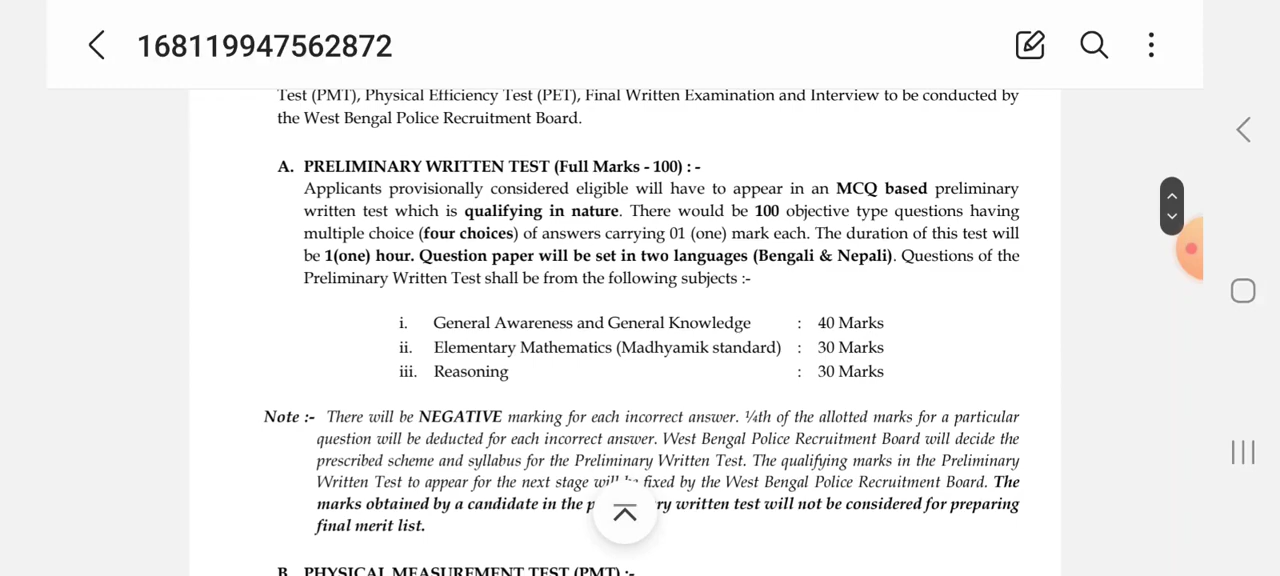 168119947562872
Test (PMT), Physical Efficiency Test (PET), Final Written Examination and Interview to be conducted by
the West Bengal Police Recruitment Board.
A. PRELIMINARY WRITTEN TEST (Full Marks - 100) : -
Applicants provisionally considered eligible will have to appear in an MCQ based preliminary
written test which is qualifying in nature. There would be 100 objective type questions having
multiple choice (four choices) of answers carrying 01 (one) mark each. The duration of this test will
be 1(one) hour. Question paper will be set in two languages (Bengali & Nepali). Questions of the
Preliminary Written Test shall be from the following subjects :-
i. General Awareness and General Knowledge : 40 Marks
ii. Elementary Mathematics (Madhyamik standard) : 30 Marks
iii. Reasoning : 30 Marks
Note :- There will be NEGATIVE marking for each incorrect answer. ¼th of the allotted marks for a particular
question will be deducted for each incorrect answer. West Bengal Police Recruitment Board will decide the
prescribed scheme and syllabus for the Preliminary Written Test. The qualifying marks in the Preliminary
Written Test to appear for the next stage fixed by the West Bengal Police Recruitment Board. The
marks obtained by a candidate in the written test will not be considered for preparing
final merit list.
B. PHYSICAL MEASUREMENT TEST (PMT) :-